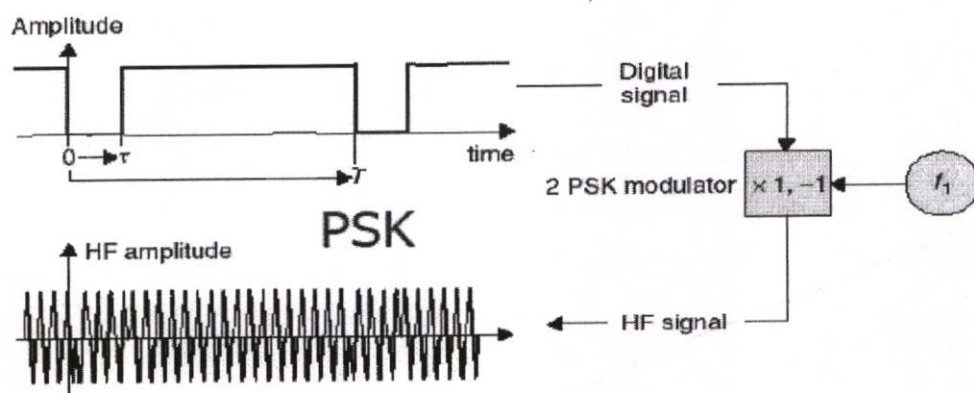 Amplitude
Digital
signal
0 τ
time
T
2 PSK modulator
× 1, −1
f₁
PSK
HF amplitude
HF signal